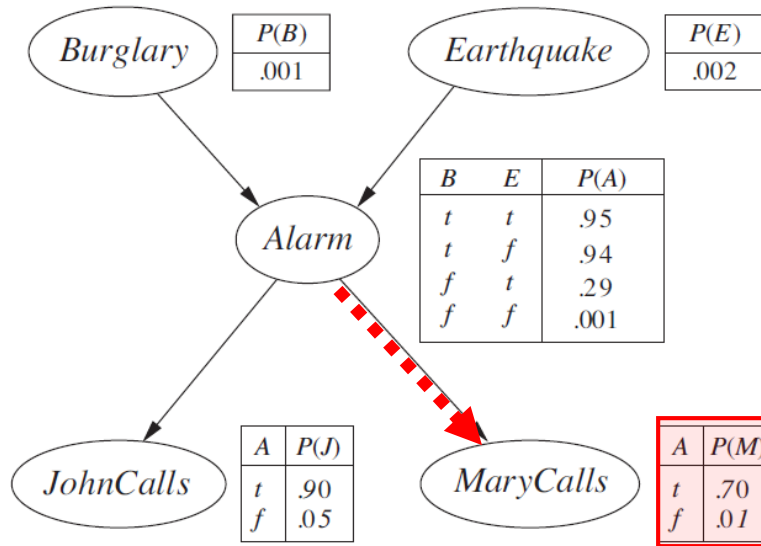 Burglary
P(B)
.001
Earthquake
P(E)
.002
Alarm
B E P(A)
t t .95
t f .94
f t .29
f f .001
JohnCalls
A P(J)
t .90
f .05
MaryCalls
A P(M)
t .70
f .01